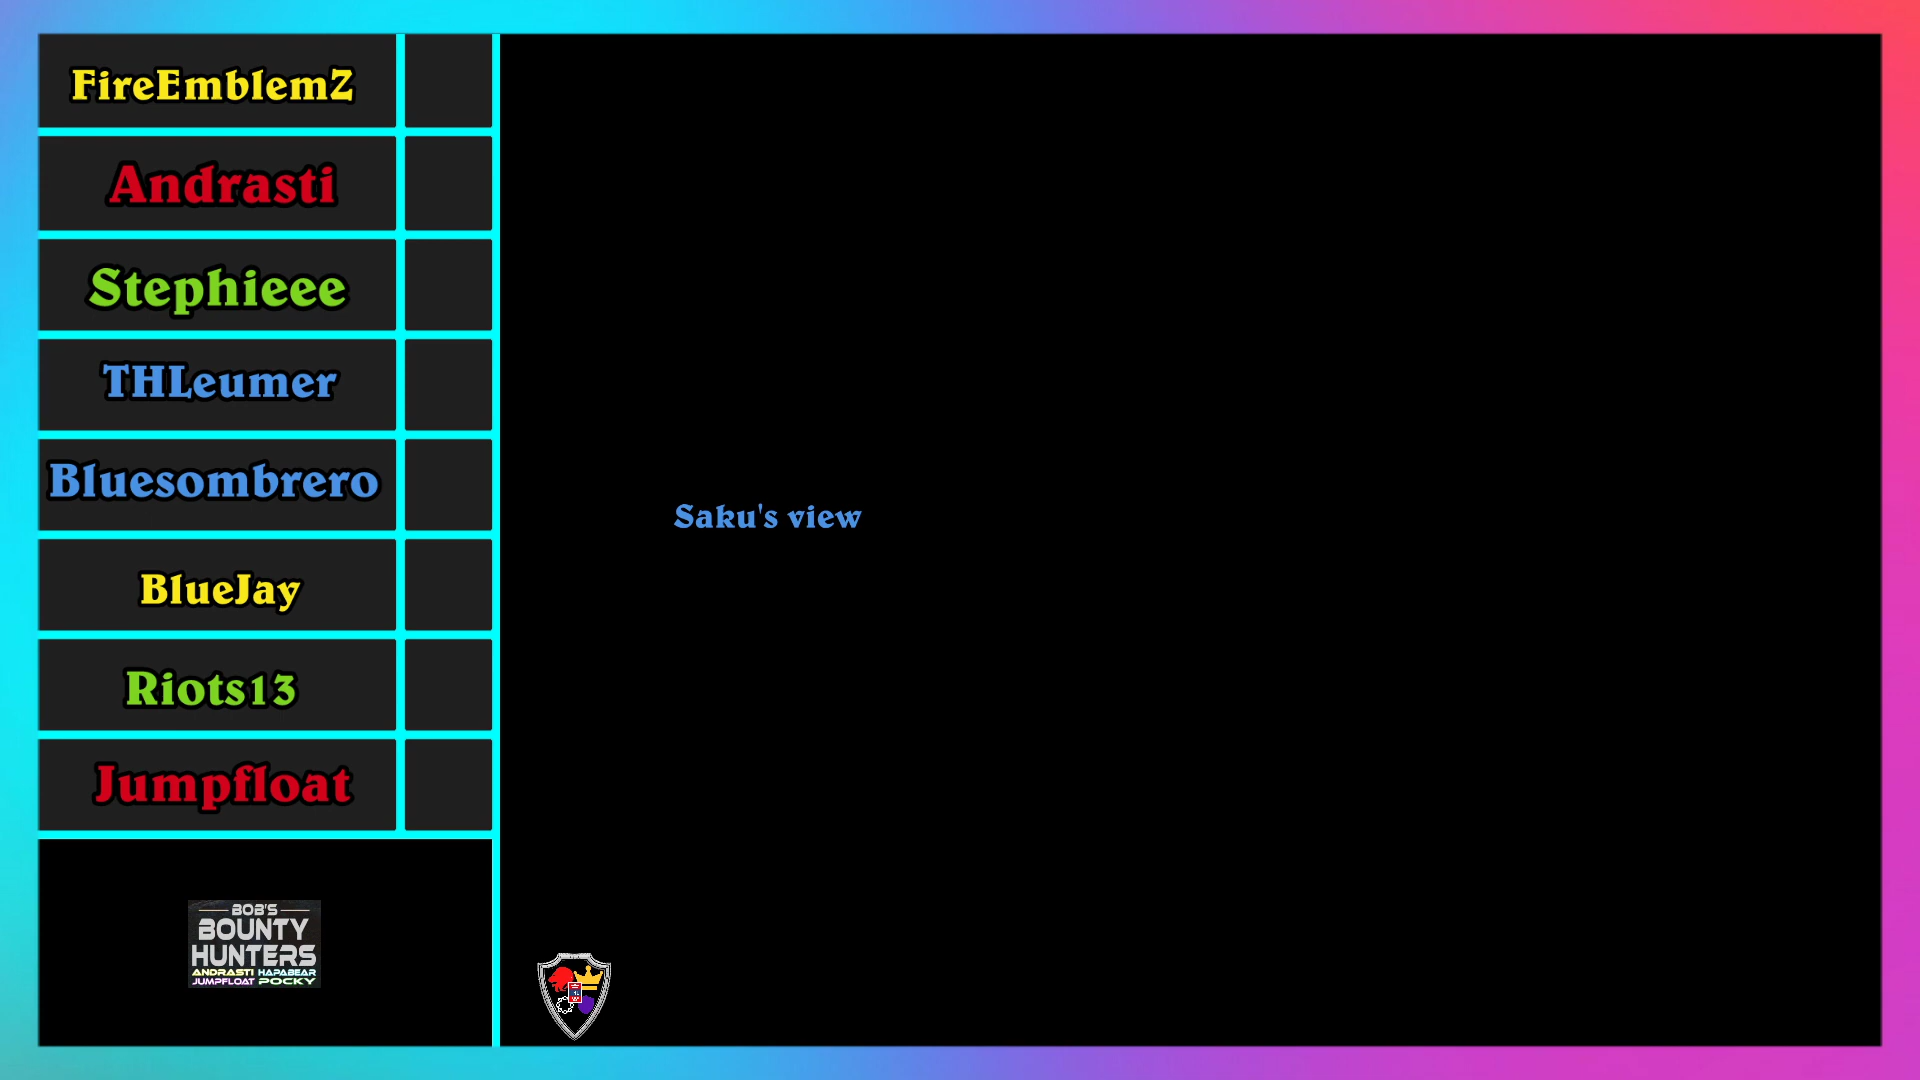 FireEmblemZ
Andrasti
Stephieee
THLeumer
Bluesombrero
BlueJay
Riots13
Jumpfloat
Saku's view
BOB'S
BOUNTY
HUNTERS
ANDRASTI HAPABEAR
JUMPFLOAT POCKY